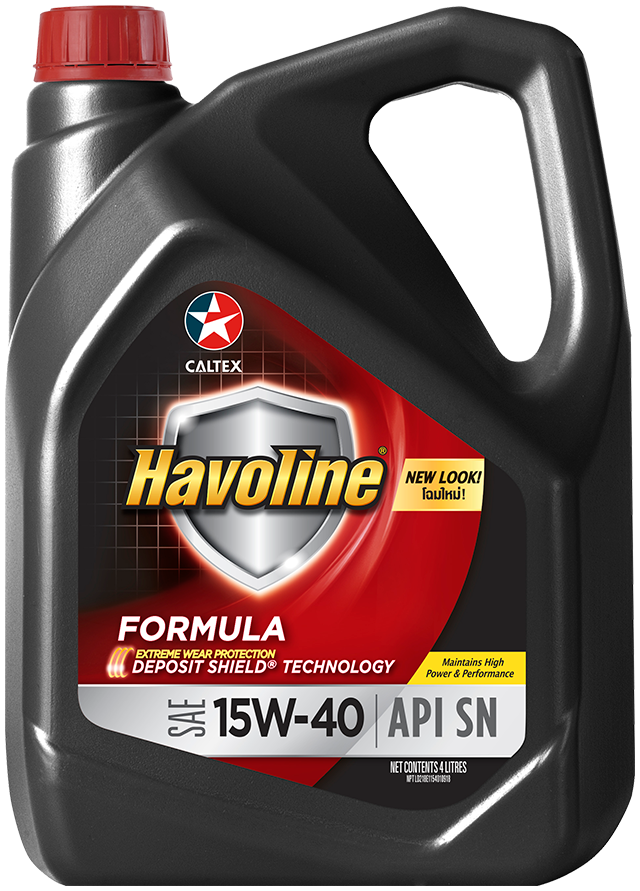 CALTEX
Havoline®
NEW LOOK!
โฉมใหม่!
FORMULA
EXTREME WEAR PROTECTION
DEPOSIT SHIELD® TECHNOLOGY
Maintains High
Power & Performance
SAE 15W-40 API SN
NET CONTENTS 4 LITRES